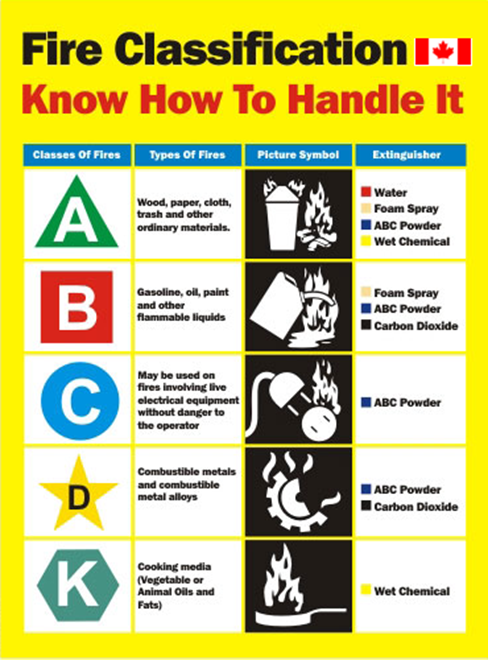 Fire Classification
Know How To Handle It
Classes Of Fires Types Of Fires Picture Symbol Extinguisher
A
Wood, paper, cloth,
trash and other
ordinary materials.
Water
Foam Spray
ABC Powder
Wet Chemical
B
Gasoline, oil, paint
and other
flammable liquids
Foam Spray
ABC Powder
Carbon Dioxide
C
May be used on
fires involving live
electrical equipment
without danger to
the operator
ABC Powder
D
Combustible metals
and combustible
metal alloys
ABC Powder
Carbon Dioxide
K
Cooking media
(Vegetable or
Animal Oils and
Fats)
Wet Chemical